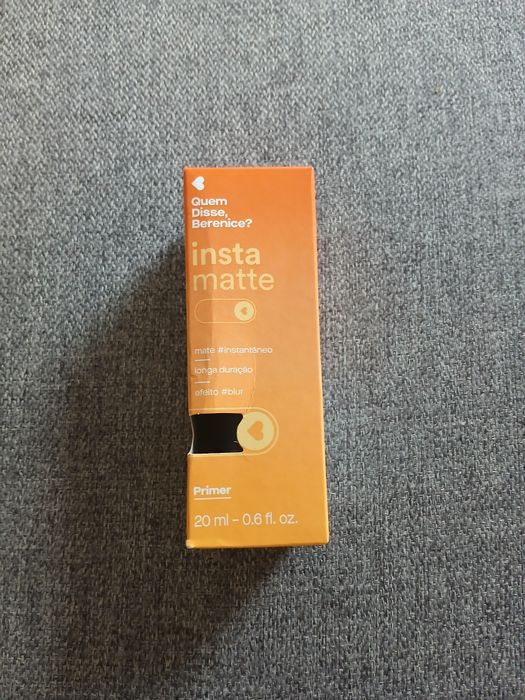 Quem
Disse,
Berenice?
insta
matte
mate #instantâneo
longa duração
efeito #blur
Primer
20 ml - 0.6 fl. oz.